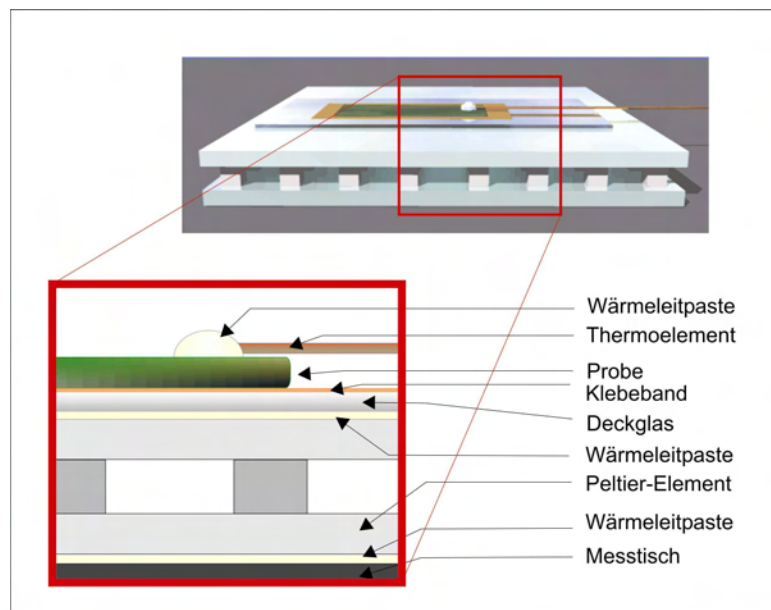 Wärmeleitpaste
Thermoelement
Probe
Klebeband
Deckglas
Wärmeleitpaste
Peltier-Element
Wärmeleitpaste
Messtisch